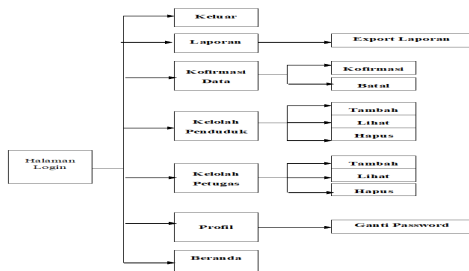 Keluar
Laporan
Export Laporan
Kofirmasi
Data
Kofirmasi
Batal
Kelolah
Penduduk
Tambah
Lihat
Hapus
Halaman
Login
Kelolah
Petugas
Tambah
Lihat
Hapus
Profil
Ganti Password
Beranda